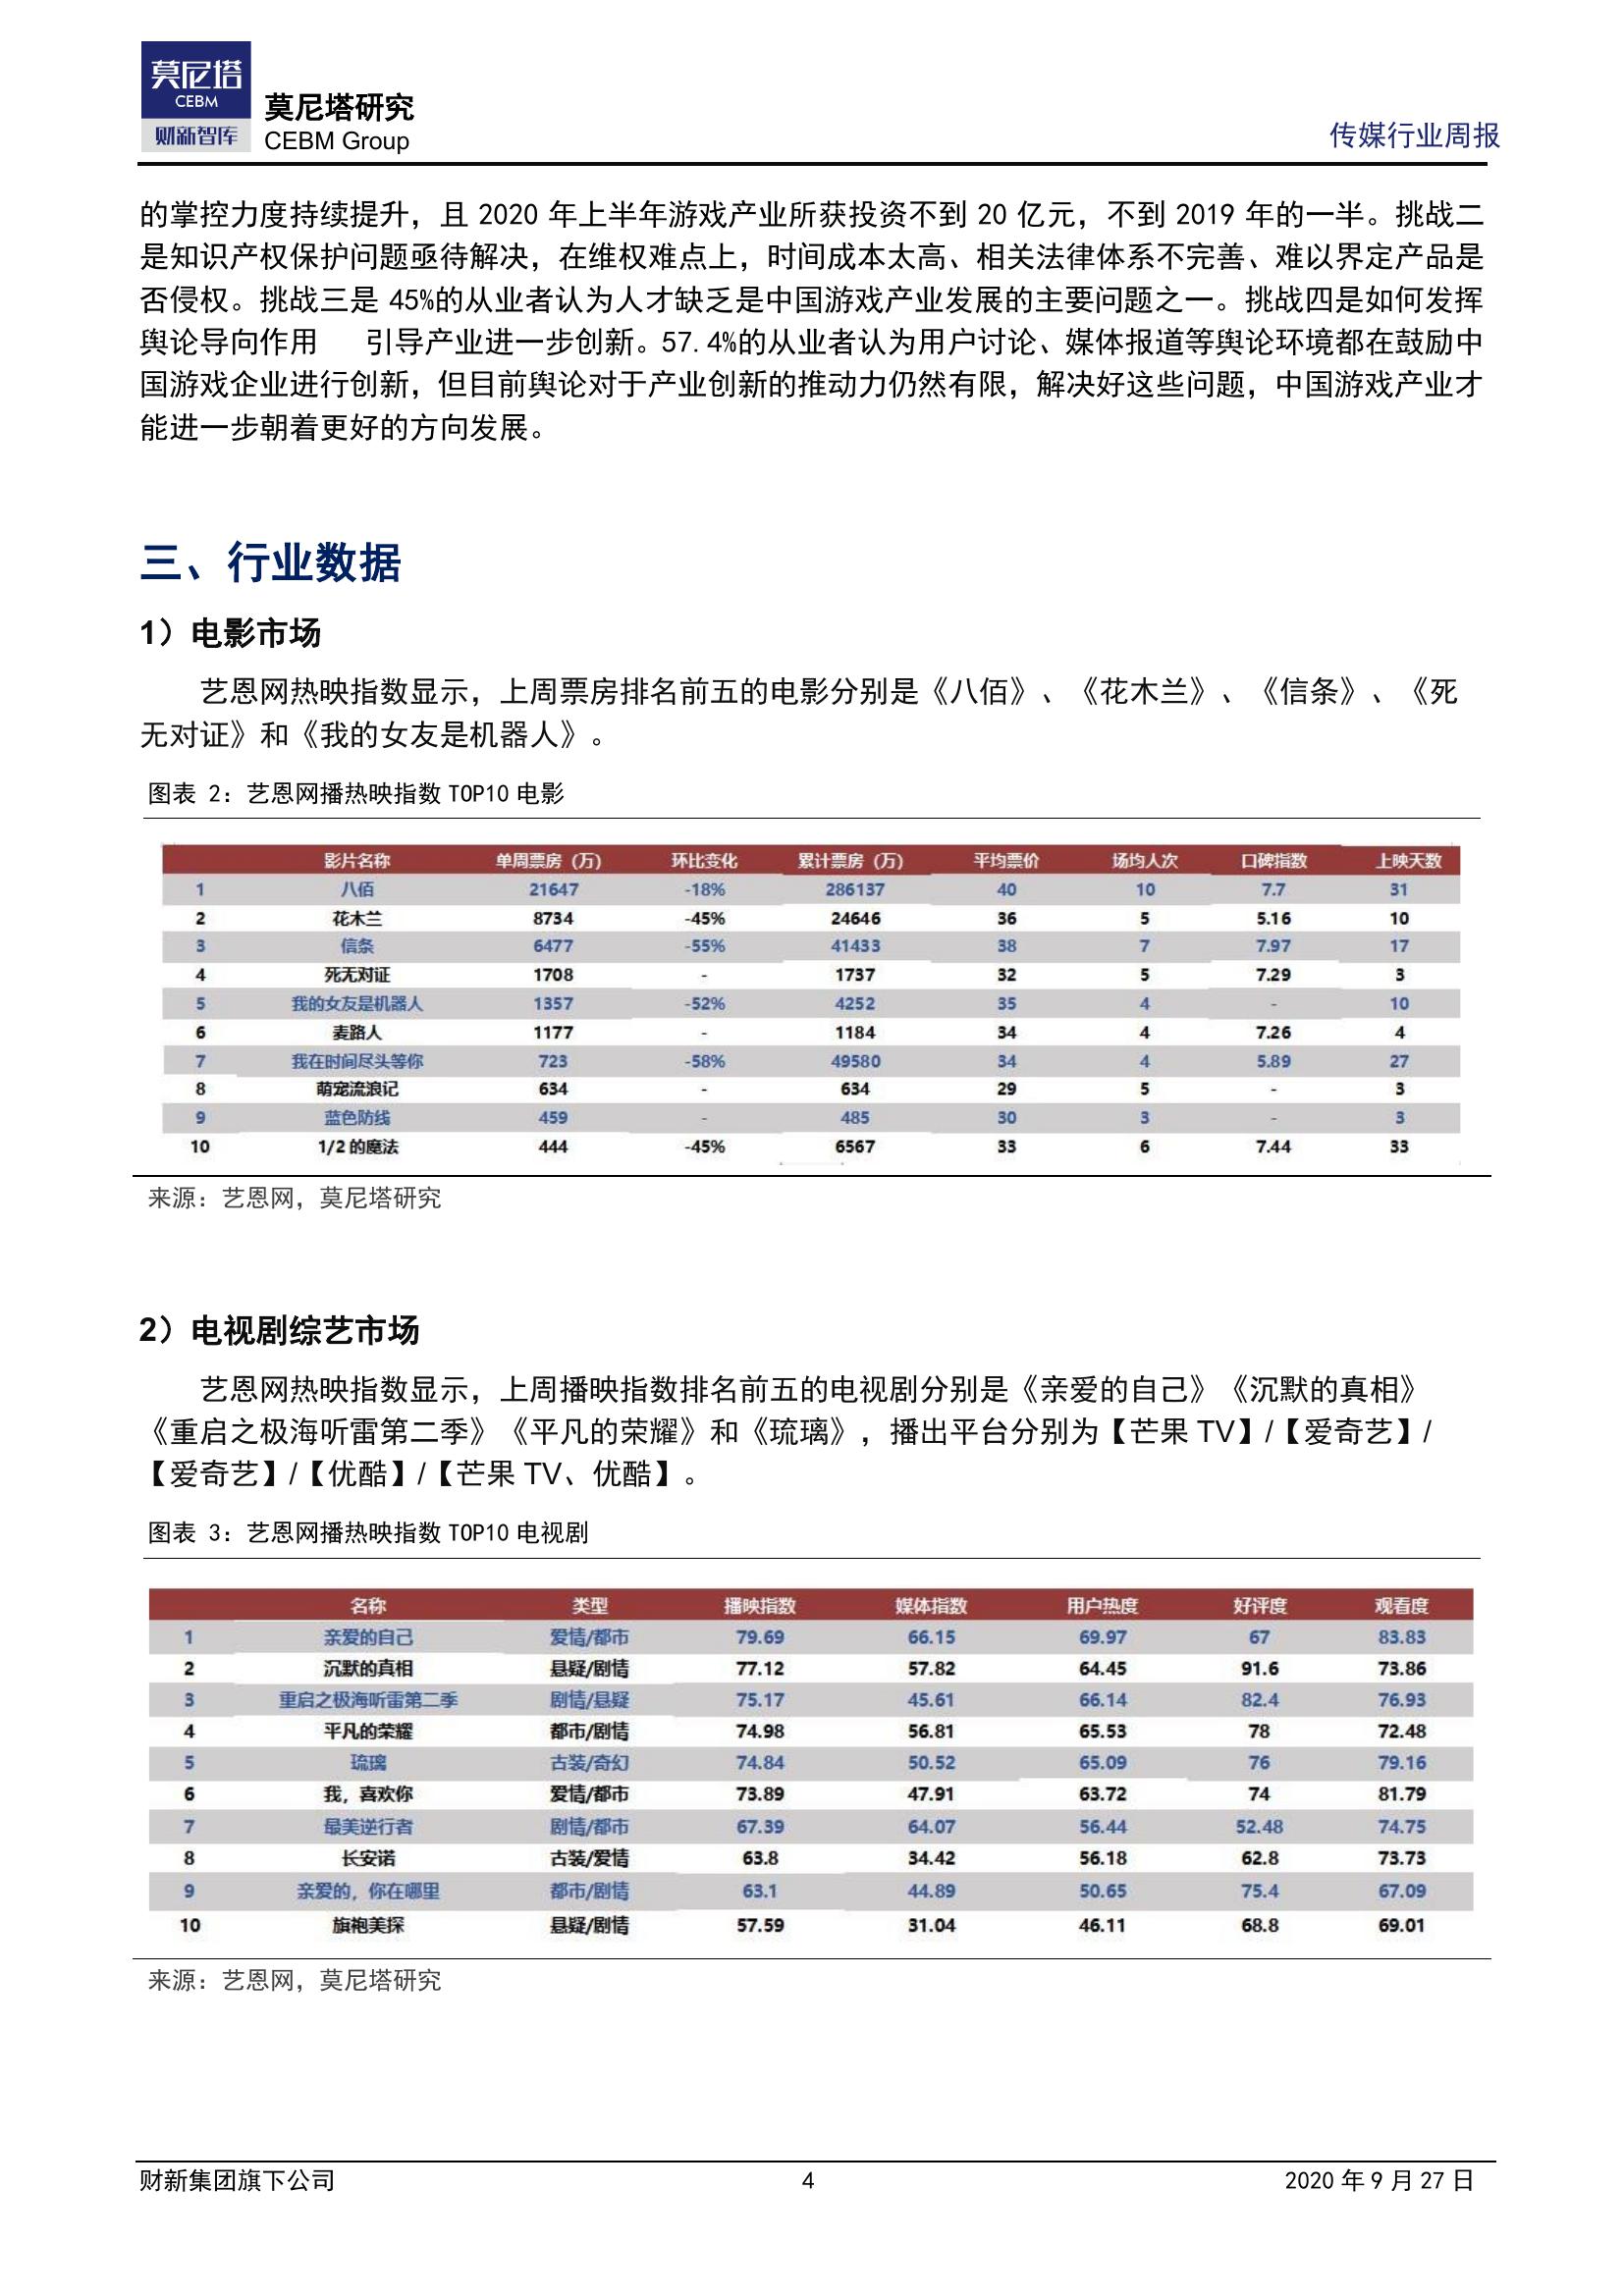 莫尼塔
CEBM
财新智库
莫尼塔研究
CEBM Group
传媒行业周报
的掌控力度持续提升，且 2020 年上半年游戏产业所获投资不到 20 亿元，不到 2019 年的一半。挑战二
是知识产权保护问题亟待解决，在维权难点上，时间成本太高、相关法律体系不完善、难以界定产品是
否侵权。挑战三是 45%的从业者认为人才缺乏是中国游戏产业发展的主要问题之一。挑战四是如何发挥
舆论导向作用 引导产业进一步创新。57.4%的从业者认为用户讨论、媒体报道等舆论环境都在鼓励中
国游戏企业进行创新，但目前舆论对于产业创新的推动力仍然有限，解决好这些问题，中国游戏产业才
能进一步朝着更好的方向发展。
三、行业数据
1）电影市场
艺恩网热映指数显示，上周票房排名前五的电影分别是《八佰》、《花木兰》、《信条》、《死
无对证》和《我的女友是机器人》。
图表 2：艺恩网播热映指数 TOP10 电影
影片名称 单周票房（万） 环比变化 累计票房（万） 平均票价 场均人次 口碑指数 上映天数
1 八佰 21647 -18% 286137 40 10 7.7 31
2 花木兰 8734 -45% 24646 36 5 5.16 10
3 信条 6477 -55% 41433 38 7 7.97 17
4 死无对证 1708 - 1737 32 5 7.29 3
5 我的女友是机器人 1357 -52% 4252 35 4 - 10
6 麦路人 1177 - 1184 34 4 7.26 4
7 我在时间尽头等你 723 -58% 49580 34 4 5.89 27
8 萌宠流浪记 634 - 634 29 5 - 3
9 蓝色防线 459 - 485 30 3 - 3
10 1/2的魔法 444 -45% 6567 33 6 7.44 33
来源：艺恩网，莫尼塔研究
2）电视剧综艺市场
艺恩网热映指数显示，上周播映指数排名前五的电视剧分别是《亲爱的自己》《沉默的真相》
《重启之极海听雷第二季》《平凡的荣耀》和《琉璃》，播出平台分别为【芒果 TV】/【爱奇艺】/
【爱奇艺】/【优酷】/【芒果 TV、优酷】。
图表 3：艺恩网播热映指数 TOP10 电视剧
名称 类型 播映指数 媒体指数 用户热度 好评度 观看度
1 亲爱的自己 爱情/都市 79.69 66.15 69.97 67 83.83
2 沉默的真相 悬疑/剧情 77.12 57.82 64.45 91.6 73.86
3 重启之极海听雷第二季 剧情/悬疑 75.17 45.61 66.14 82.4 76.93
4 平凡的荣耀 都市/剧情 74.98 56.81 65.53 78 72.48
5 琉璃 古装/奇幻 74.84 50.52 65.09 76 79.16
6 我，喜欢你 爱情/都市 73.89 47.91 63.72 74 81.79
7 最美逆行者 剧情/都市 67.39 64.07 56.44 52.48 74.75
8 长安诺 古装/爱情 63.8 34.42 56.18 62.8 73.73
9 亲爱的，你在哪里 都市/剧情 63.1 44.89 50.65 75.4 67.09
10 旗袍美探 悬疑/剧情 57.59 31.04 46.11 68.8 69.01
来源：艺恩网，莫尼塔研究
财新集团旗下公司 4 2020 年 9 月 27 日